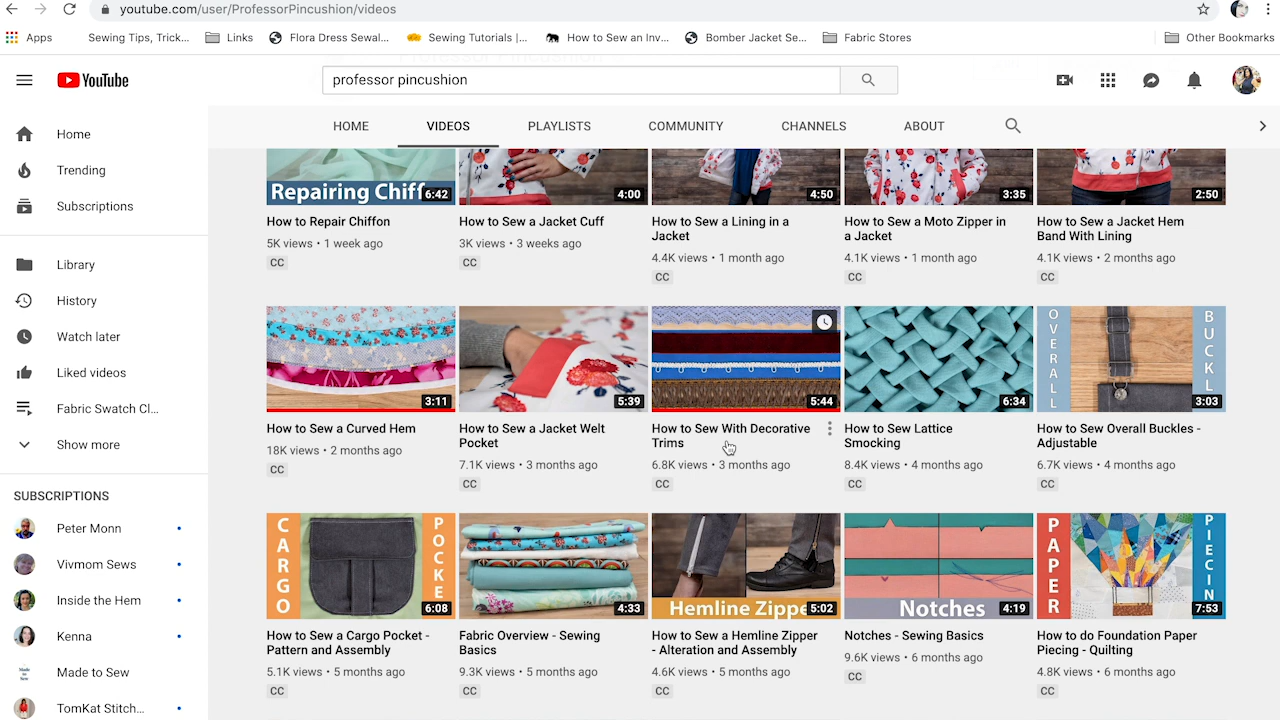 youtube.com/user/ProfessorPincushion/videos
Apps Sewing Tips, Trick... Links Flora Dress Sewal... Sewing Tutorials |... How to Sew an Inv... Bomber Jacket Se... Fabric Stores Other Bookmarks
YouTube
professor pincushion
HOME VIDEOS PLAYLISTS COMMUNITY CHANNELS ABOUT
Home
Trending
Subscriptions
Library
History
Watch later
Liked videos
Fabric Swatch Cl...
Show more
SUBSCRIPTIONS
Peter Monn
Vivmom Sews
Inside the Hem
Kenna
Made to Sew
TomKat Stitch...
Repairing Chiff
6:42
How to Repair Chiffon
5K views • 1 week ago
CC
4:00
How to Sew a Jacket Cuff
3K views • 3 weeks ago
CC
4:50
How to Sew a Lining in a
Jacket
4.4K views • 1 month ago
CC
3:35
How to Sew a Moto Zipper in
a Jacket
4.1K views • 1 month ago
CC
2:50
How to Sew a Jacket Hem
Band With Lining
4.1K views • 2 months ago
CC
3:11
How to Sew a Curved Hem
18K views • 2 months ago
CC
5:39
How to Sew a Jacket Welt
Pocket
7.1K views • 3 months ago
CC
5:44
How to Sew With Decorative
Trims
6.8K views • 3 months ago
CC
6:34
How to Sew Lattice
Smocking
8.4K views • 4 months ago
CC
OVERALL
BUCKL
3:03
How to Sew Overall Buckles -
Adjustable
6.7K views • 4 months ago
CC
CARGO
POCKE
6:08
How to Sew a Cargo Pocket -
Pattern and Assembly
5.1K views • 5 months ago
CC
4:33
Fabric Overview - Sewing
Basics
9.3K views • 5 months ago
CC
Hemline Zippe
5:02
How to Sew a Hemline Zipper
- Alteration and Assembly
4.6K views • 5 months ago
CC
Notches
4:19
Notches - Sewing Basics
9.6K views • 6 months ago
CC
PAPER
PIECIN
7:53
How to do Foundation Paper
Piecing - Quilting
4.8K views • 6 months ago
CC